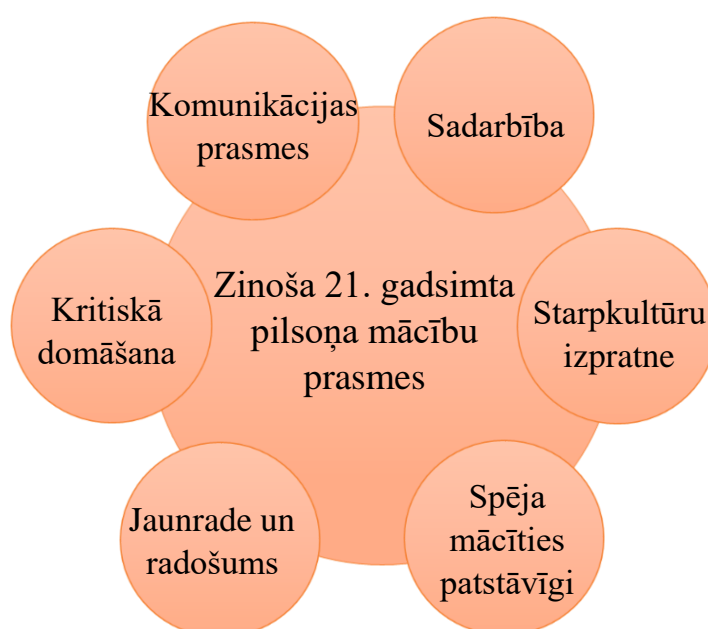 Komunikācijas
prasmes
Sadarbība
Kritiskā
domāšana
Zinoša 21. gadsimta
pilsoņa mācību
prasmes
Starpkultūru
izpratne
Jaunrade un
radošums
Spēja
mācīties
patstāvīgi